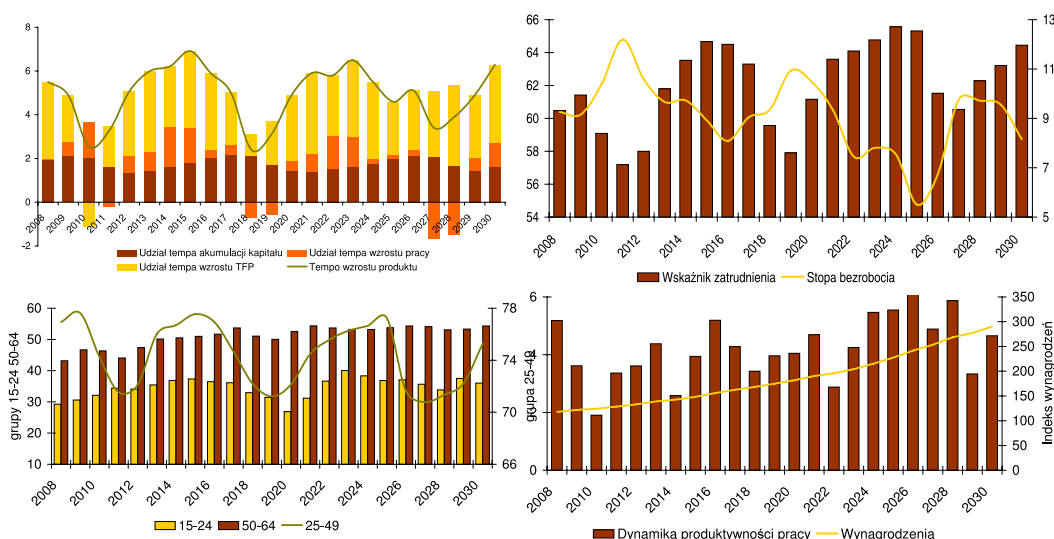 8
6
4
2
0
-2
2008 2009 2010 2011 2012 2013 2014 2015 2016 2017 2018 2019 2020 2021 2022 2023 2024 2025 2026 2027 2028 2029 2030
Udział tempa akumulacji kapitału Udział tempa wzrostu pracy
Udział tempa wzrostu TFP Tempo wzrostu produktu
66 13
64 11
62
60 9
58 7
56
54 5
2008 2010 2012 2014 2016 2018 2020 2022 2024 2026 2028 2030
Wskaźnik zatrudnienia Stopa bezrobocia
grupy 15-24 50-64
60 78
50 74
40
30 70
20
10 66
2008 2010 2012 2014 2016 2018 2020 2022 2024 2026 2028 2030
15-24 50-64 25-49
grupa 25-49
6 350
300
4 250
200
2 150
100
50
0 0
Indeks wynagrodzeń
2008 2010 2012 2014 2016 2018 2020 2022 2024 2026 2028 2030
Dynamika produktywności pracy Wynagrodzenia